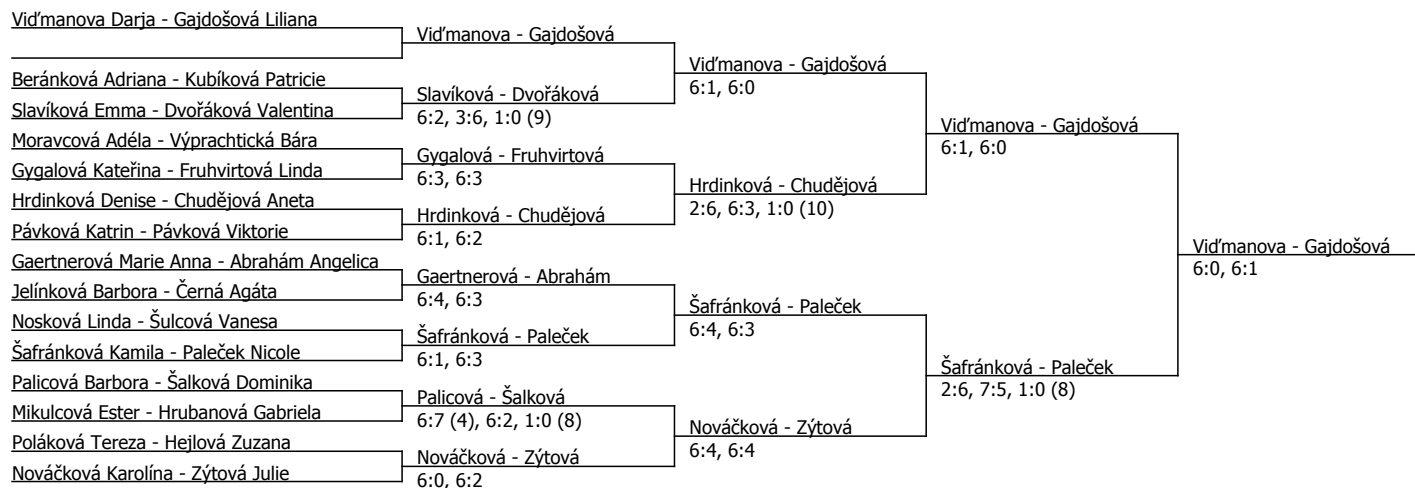 Viďmanova Darja - Gajdošová Liliana
Beránková Adriana - Kubíková Patricie
Slavíková Emma - Dvořáková Valentina
Moravcová Adéla - Výprachtická Bára
Gygalová Kateřina - Fruhvirtová Linda
Hrdinková Denise - Chudějová Aneta
Pávková Katrin - Pávková Viktorie
Gaertnerová Marie Anna - Abrahám Angelica
Jelínková Barbora - Černá Agáta
Nosková Linda - Šulcová Vanesa
Šafránková Kamila - Paleček Nicole
Palicová Barbora - Šalková Dominika
Mikulcová Ester - Hrubanová Gabriela
Poláková Tereza - Hejlová Zuzana
Nováčková Karolína - Zýtová Julie
Viďmanova - Gajdošová
Slavíková - Dvořáková
6:2, 3:6, 1:0 (9)
Gygalová - Fruhvirtová
6:3, 6:3
Hrdinková - Chudějová
6:1, 6:2
Gaertnerová - Abrahám
6:4, 6:3
Šafránková - Paleček
6:1, 6:3
Palicová - Šalková
6:7 (4), 6:2, 1:0 (8)
Nováčková - Zýtová
6:0, 6:2
Viďmanova - Gajdošová
6:1, 6:0
Hrdinková - Chudějová
2:6, 6:3, 1:0 (10)
Šafránková - Paleček
6:4, 6:3
Nováčková - Zýtová
6:4, 6:4
Viďmanova - Gajdošová
6:1, 6:0
Šafránková - Paleček
2:6, 7:5, 1:0 (8)
Viďmanova - Gajdošová
6:0, 6:1